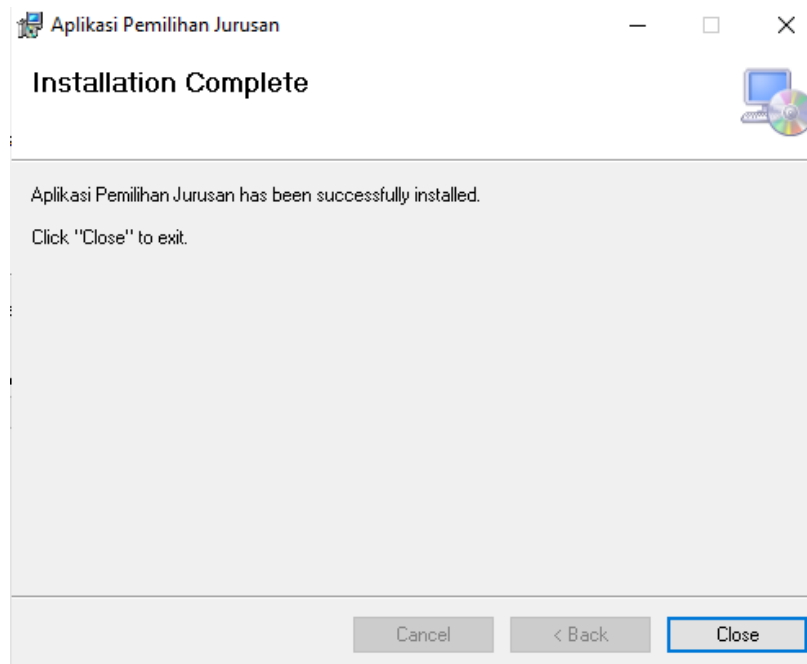 Aplikasi Pemilihan Jurusan
Installation Complete
Aplikasi Pemilihan Jurusan has been successfully installed.
Click "Close" to exit.
Cancel
< Back
Close